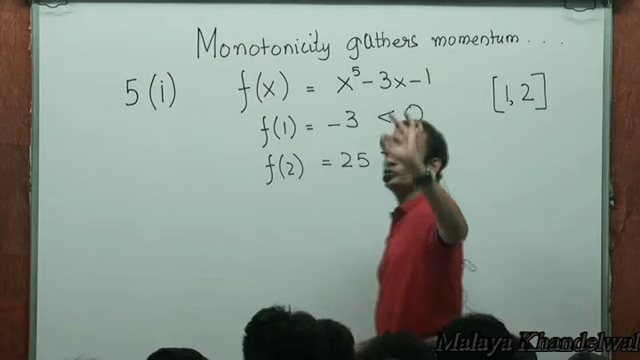 Monotonicity gathers momentum . . .
5 (i) f(x) = x⁵ - 3x - 1 [1, 2]
f(1) = -3 < 0
f(2) = 25
Malaya Khandelwal